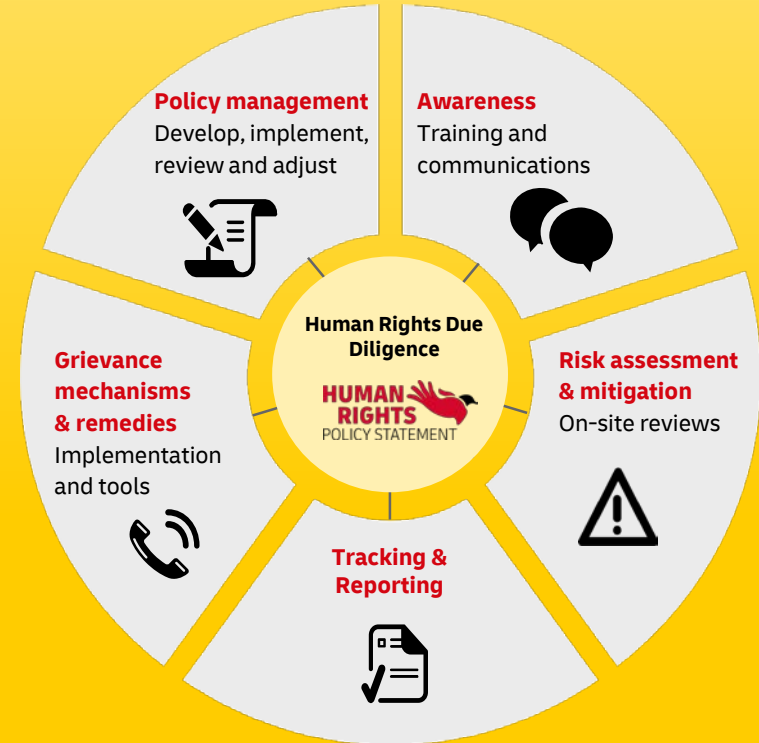 Policy management
Develop, implement,
review and adjust
Awareness
Training and
communications
Human Rights Due
Diligence
HUMAN
RIGHTS
POLICY STATEMENT
Grievance
mechanisms
& remedies
Implementation
and tools
Risk assessment
& mitigation
On-site reviews
Tracking &
Reporting